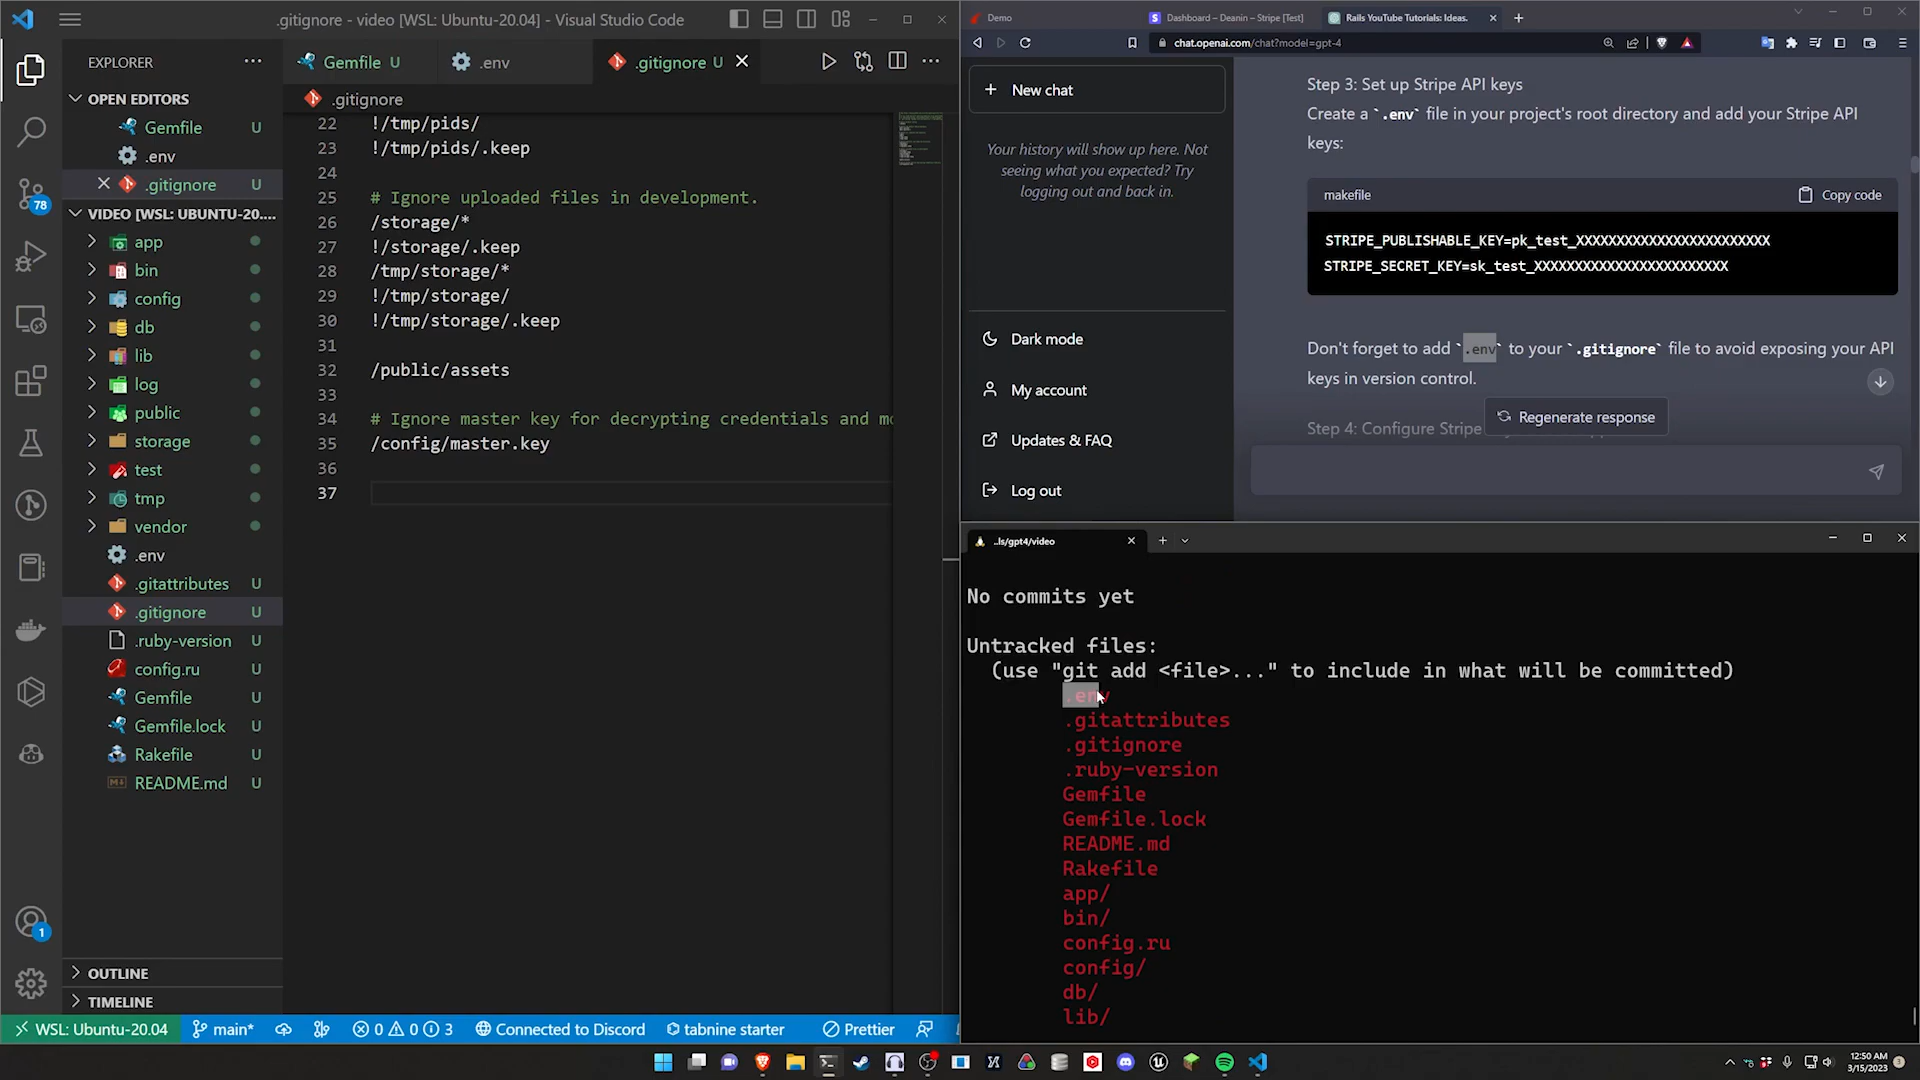 .gitignore - video [WSL: Ubuntu-20.04] - Visual Studio Code
EXPLORER
OPEN EDITORS
Gemfile U
.env
.gitignore U
VIDEO [WSL: UBUNTU-20....
app
bin
config
db
lib
log
public
storage
test
tmp
vendor
.env
.gitattributes U
.gitignore U
.ruby-version U
config.ru U
Gemfile U
Gemfile.lock U
Rakefile U
README.md U
OUTLINE
TIMELINE
78
1
Gemfile U
.env
.gitignore U
.gitignore
22 !/tmp/pids/
23 !/tmp/pids/.keep
24
25 # Ignore uploaded files in development.
26 /storage/*
27 !/storage/.keep
28 /tmp/storage/*
29 !/tmp/storage/
30 !/tmp/storage/.keep
31
32 /public/assets
33
34 # Ignore master key for decrypting credentials and mo
35 /config/master.key
36
37
WSL: Ubuntu-20.04 main* 0 0 3 Connected to Discord tabnine starter Prettier
Demo
Dashboard – Deanin – Stripe [Test]
Rails YouTube Tutorials: Ideas.
chat.openai.com/chat?model=gpt-4
New chat
Your history will show up here. Not
seeing what you expected? Try
logging out and back in.
Dark mode
My account
Updates & FAQ
Log out
Step 3: Set up Stripe API keys
Create a `.env` file in your project's root directory and add your Stripe API
keys:
makefile Copy code
STRIPE_PUBLISHABLE_KEY=pk_test_XXXXXXXXXXXXXXXXXXXXXXXX
STRIPE_SECRET_KEY=sk_test_XXXXXXXXXXXXXXXXXXXXXXXX
Don't forget to add `.env` to your `.gitignore` file to avoid exposing your API
keys in version control.
Step 4: Configure Stripe
Regenerate response
..ls/gpt4/video
No commits yet
Untracked files:
(use "git add <file>..." to include in what will be committed)
.env
.gitattributes
.gitignore
.ruby-version
Gemfile
Gemfile.lock
README.md
Rakefile
app/
bin/
config.ru
config/
db/
lib/
12:50 AM
3/15/2023